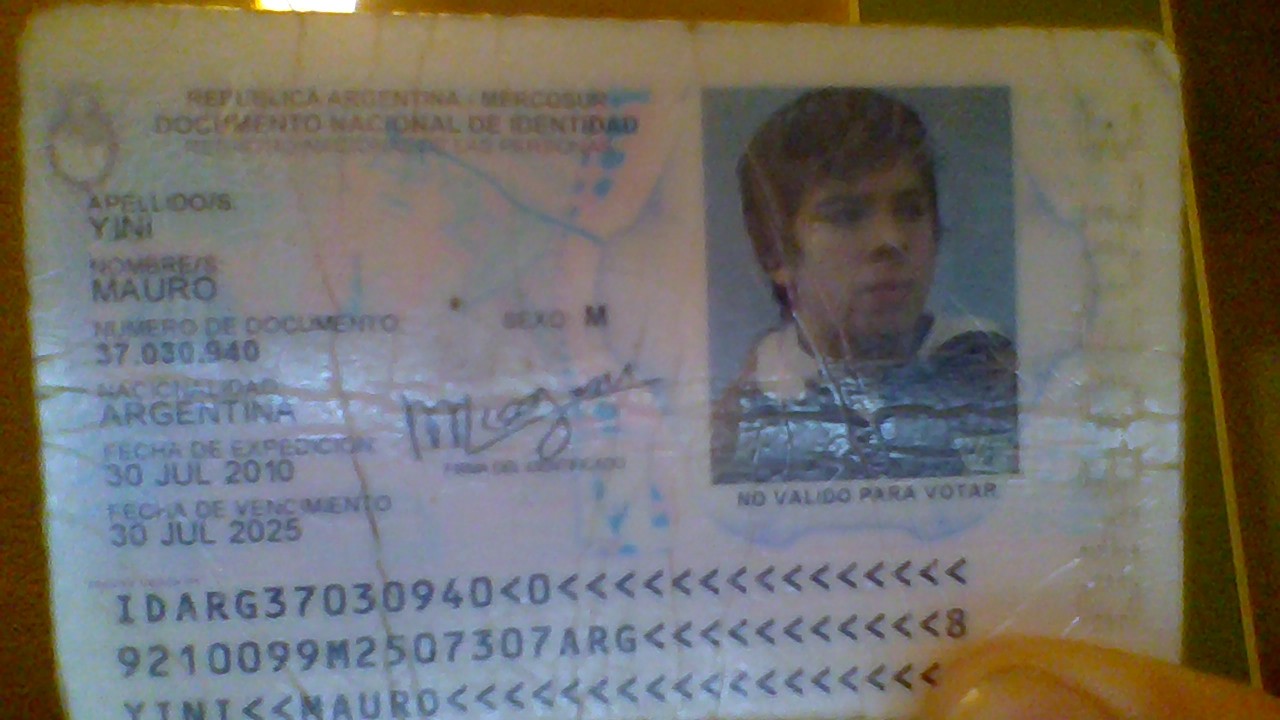 REPUBLICA ARGENTINA - MERCOSUR
DOCUMENTO NACIONAL DE IDENTIDAD
REGISTRO NACIONAL DE LAS PERSONAS
APELLIDO/S
YINI
NOMBRE/S
MAURO
NUMERO DE DOCUMENTO
SEXO M
37.030.940
NACIONALIDAD
ARGENTINA
FECHA DE EXPEDICION
30 JUL 2010
FIRMA DEL IDENTIFICADO
FECHA DE VENCIMIENTO
30 JUL 2025
NO VALIDO PARA VOTAR
IDARG37030940<0<<<<<<<<<<<<<<<
9210099M2507307ARG<<<<<<<<<<<8
YINI<<MAURO<<<<<<<<<<<<<<<<<<<